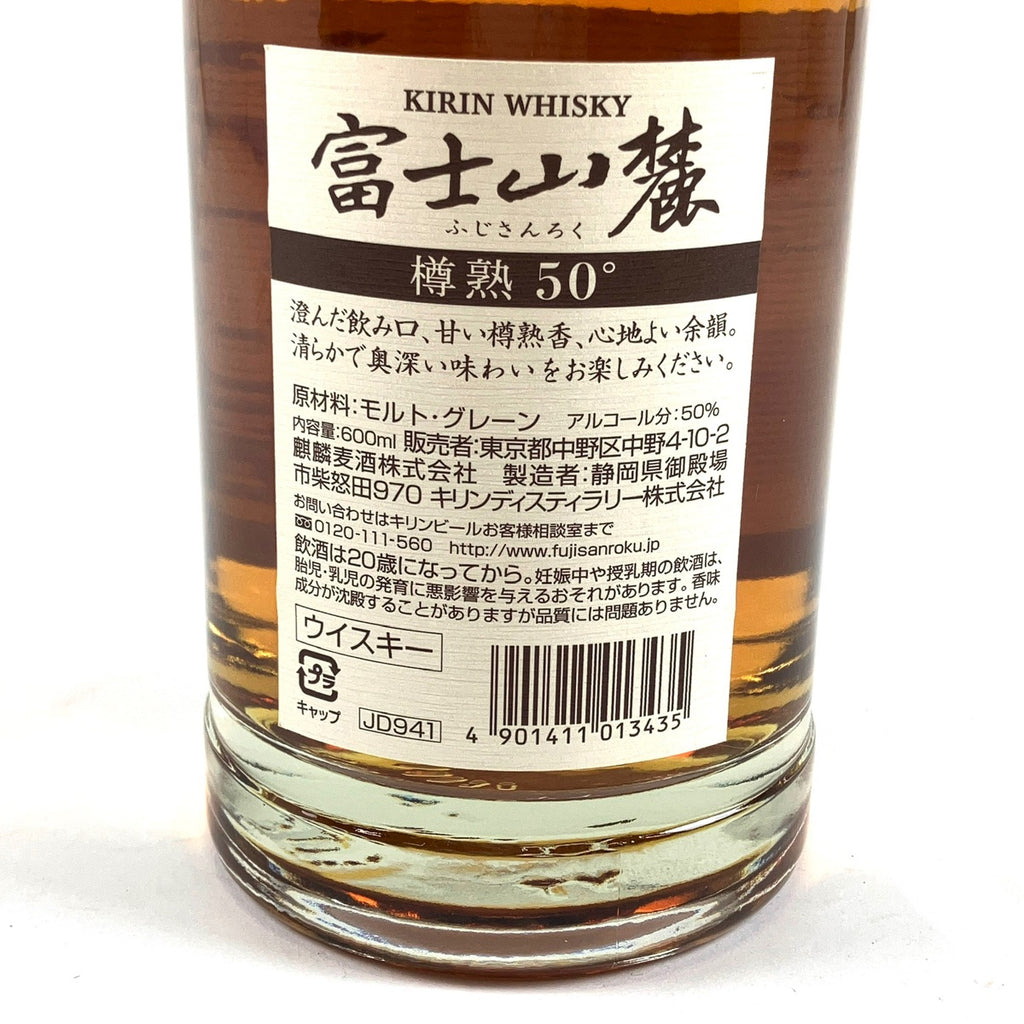 KIRIN WHISKY
富士山麓
ふじさんろく
樽熟 50°
澄んだ飲み口、甘い樽熟香、心地よい余韻。
清らかで奥深い味わいをお楽しみください。
原材料:モルト・グレーン アルコール分:50%
内容量:600ml 販売者:東京都中野区中野4-10-2
麒麟麦酒株式会社 製造者:静岡県御殿場
市柴怒田970 キリンディスティラリー株式会社
お問い合わせはキリンビールお客様相談室まで
0120-111-560 http://www.fujisanroku.jp
飲酒は20歳になってから。妊娠中や授乳期の飲酒は、
胎児・乳児の発育に悪影響を与えるおそれがあります。香味
成分が沈殿することがありますが品質には問題ありません。
ウイスキー
プラ
キャップ
JD941
4 901411 013435